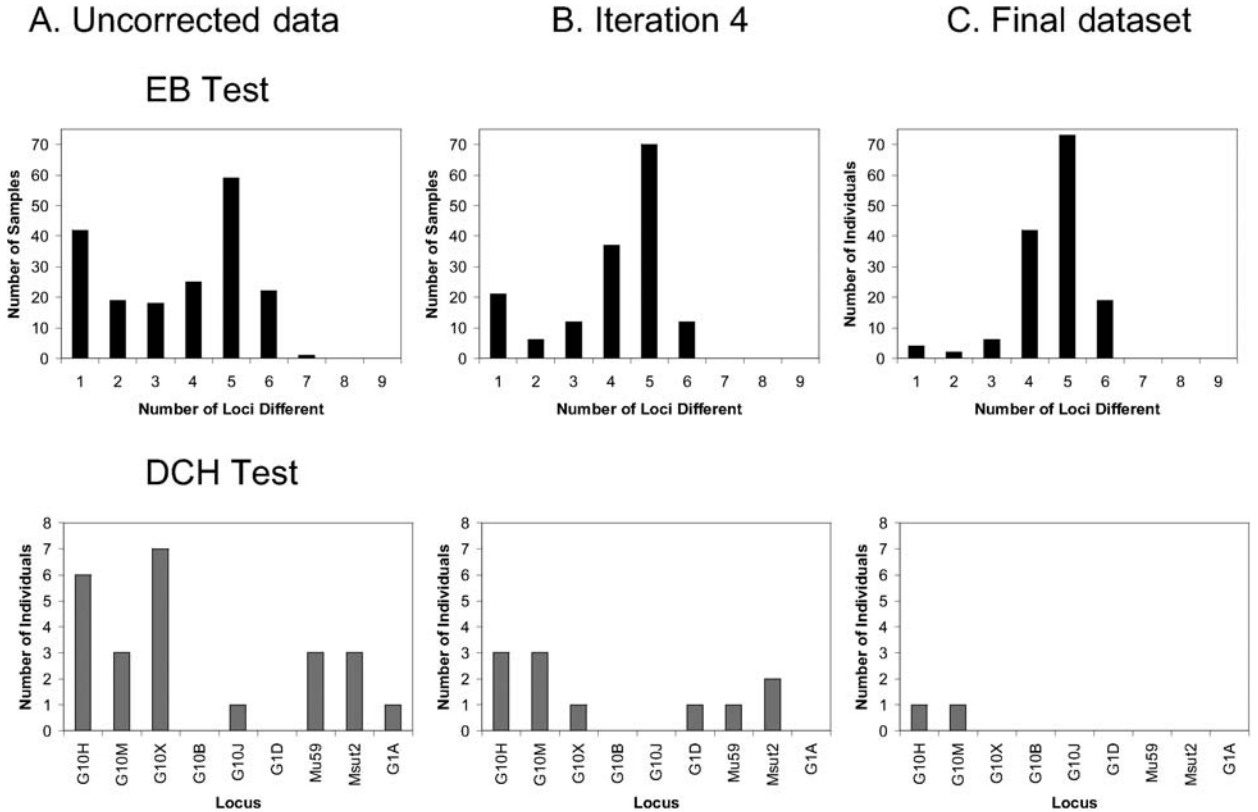 A. Uncorrected data
B. Iteration 4
C. Final dataset
EB Test
Number of Samples
70
60
50
40
30
20
10
0
1 2 3 4 5 6 7 8 9
Number of Loci Different
Number of Samples
70
60
50
40
30
20
10
0
1 2 3 4 5 6 7 8 9
Number of Loci Different
Number of Individuals
70
60
50
40
30
20
10
0
1 2 3 4 5 6 7 8 9
Number of Loci Different
DCH Test
Number of Individuals
8
7
6
5
4
3
2
1
0
G10H
G10M
G10X
G10B
G10J
G1D
Mu59
Msut2
G1A
Locus
Number of Individuals
8
7
6
5
4
3
2
1
0
G10H
G10M
G10X
G10B
G10J
G1D
Mu59
Msut2
G1A
Locus
Number of Individuals
8
7
6
5
4
3
2
1
0
G10H
G10M
G10X
G10B
G10J
G1D
Mu59
Msut2
G1A
Locus